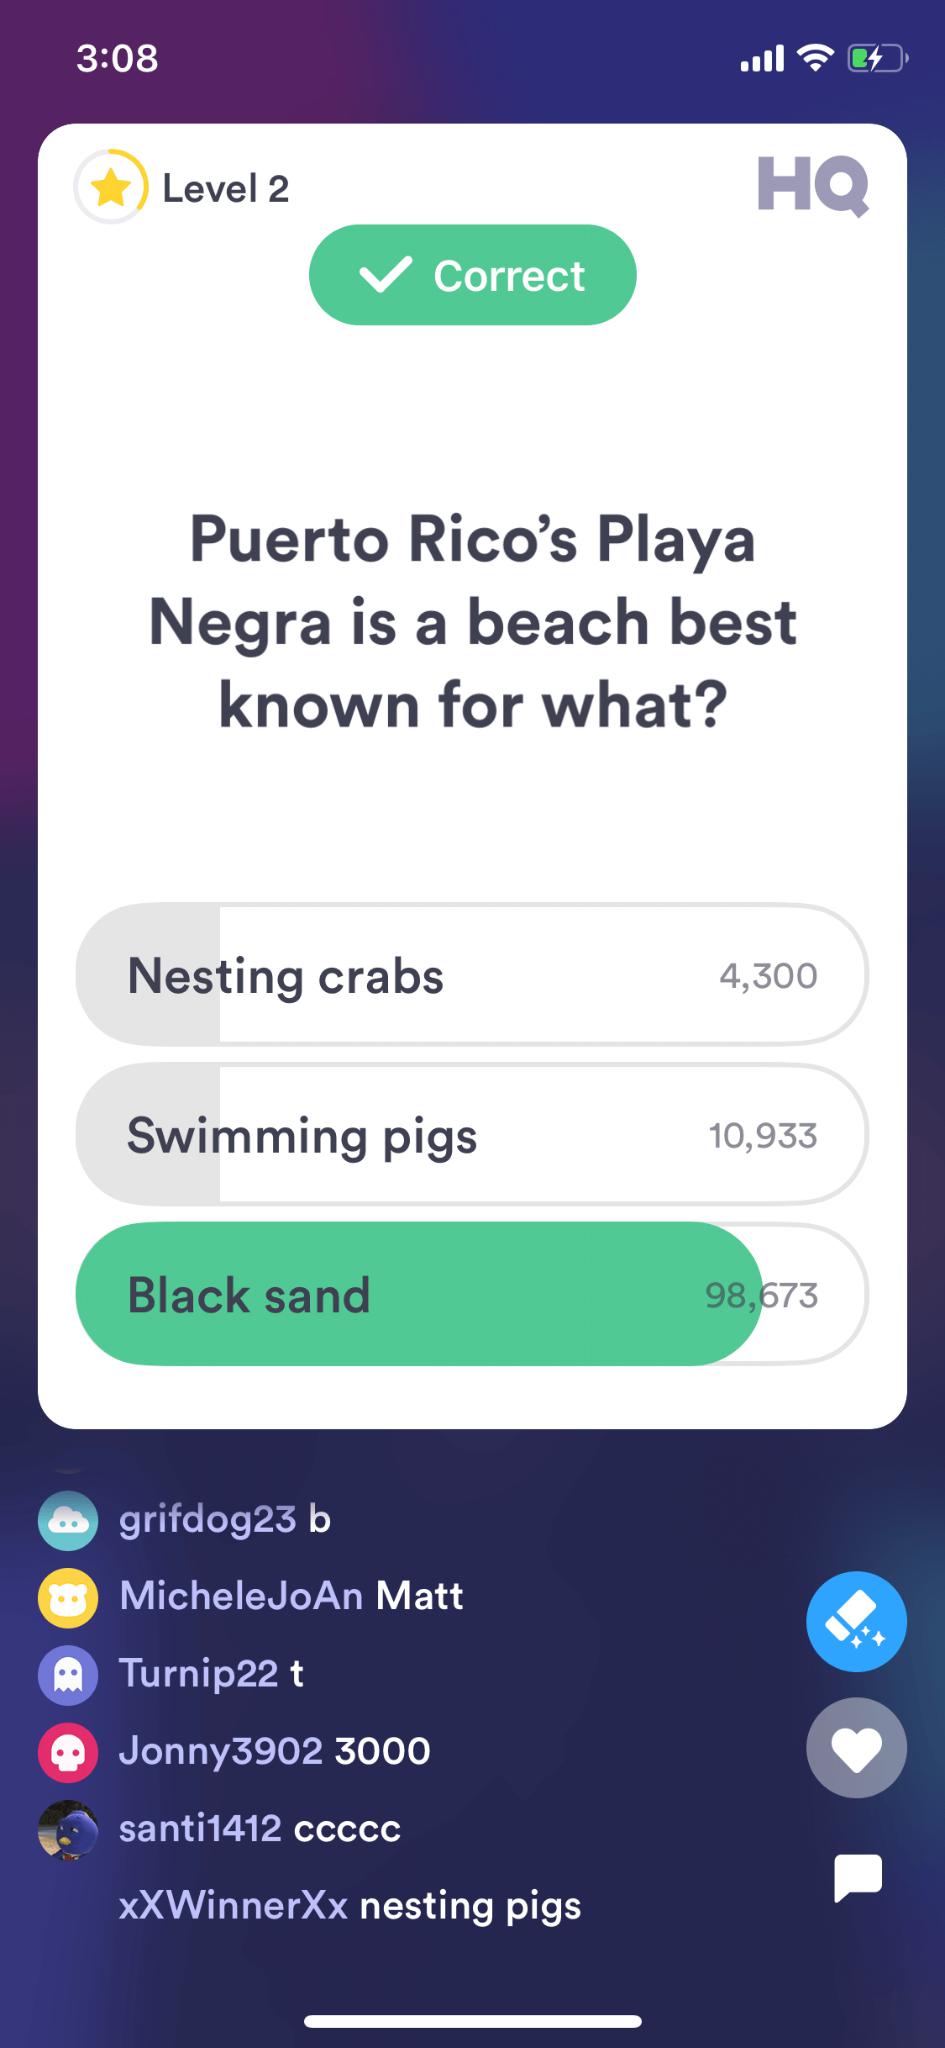 3:08
Level 2
HQ
Correct
Puerto Rico’s Playa
Negra is a beach best
known for what?
Nesting crabs 4,300
Swimming pigs 10,933
Black sand 98,673
grifdog23 b
MicheleJoAn Matt
Turnip22 t
Jonny3902 3000
santi1412 ccccc
xXWinnerXx nesting pigs